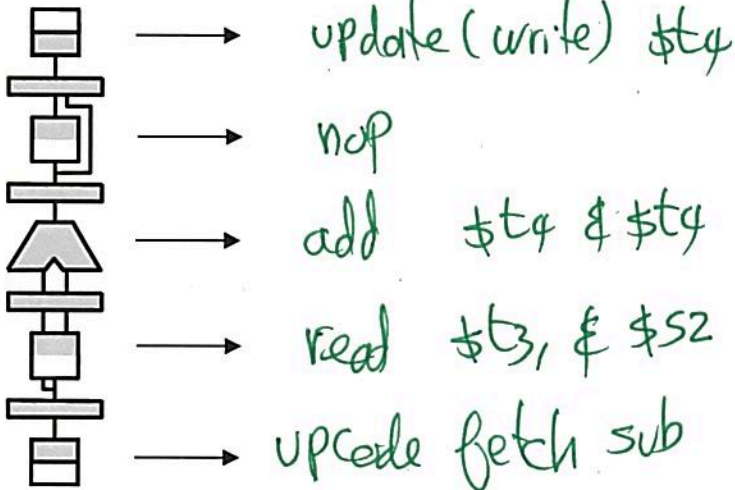 update (write) $t4
nop
add $t4 & $t4
read $t3, & $s2
upcode fetch sub